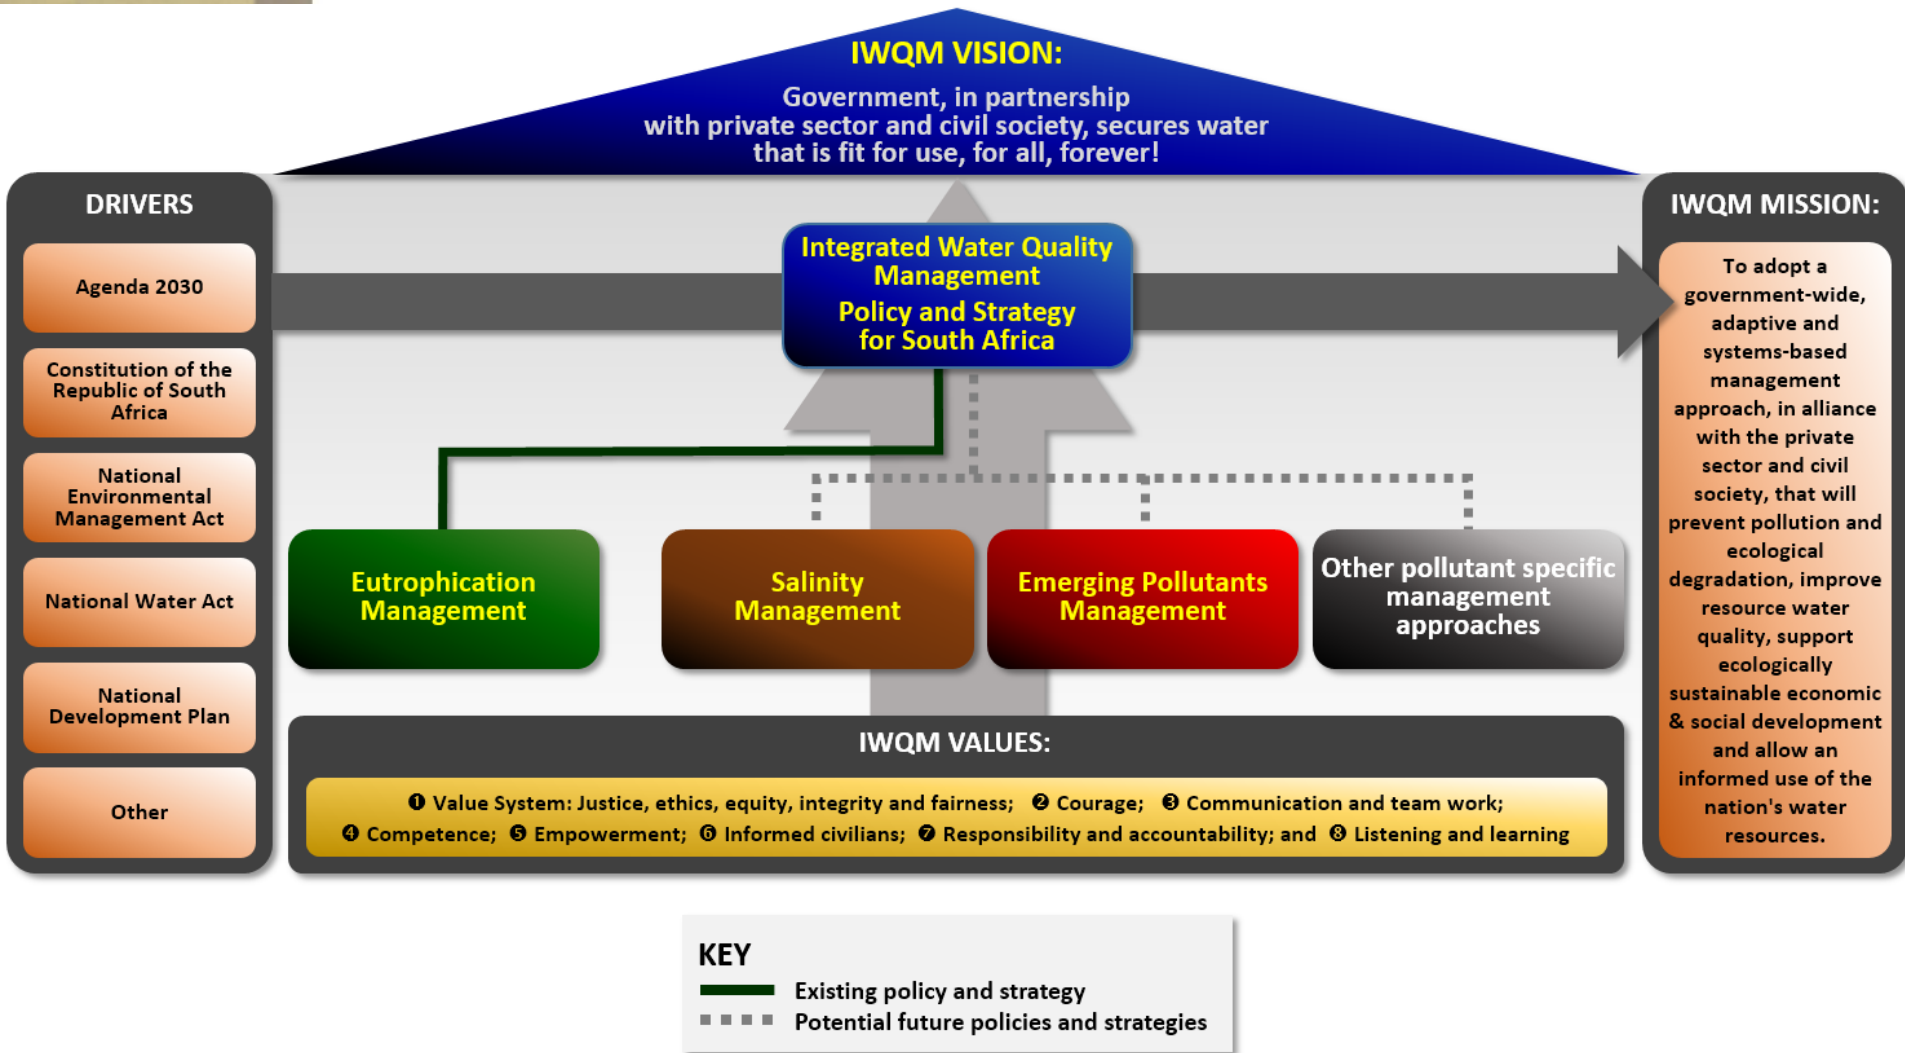 IWQM VISION:
Government, in partnership
with private sector and civil society, secures water
that is fit for use, for all, forever!
DRIVERS
Agenda 2030
Constitution of the
Republic of South
Africa
National
Environmental
Management Act
National Water Act
National
Development Plan
Other
Integrated Water Quality
Management
Policy and Strategy
for South Africa
Eutrophication
Management
Salinity
Management
Emerging Pollutants
Management
Other pollutant specific
management
approaches
IWQM VALUES:
❶ Value System: Justice, ethics, equity, integrity and fairness; ❷ Courage; ❸ Communication and team work;
❹ Competence; ❺ Empowerment; ❻ Informed civilians; ❼ Responsibility and accountability; and ❽ Listening and learning
IWQM MISSION:
To adopt a
government-wide,
adaptive and
systems-based
management
approach, in alliance
with the private
sector and civil
society, that will
prevent pollution and
ecological
degradation, improve
resource water
quality, support
ecologically
sustainable economic
& social development
and allow an
informed use of the
nation's water
resources.
KEY
Existing policy and strategy
Potential future policies and strategies